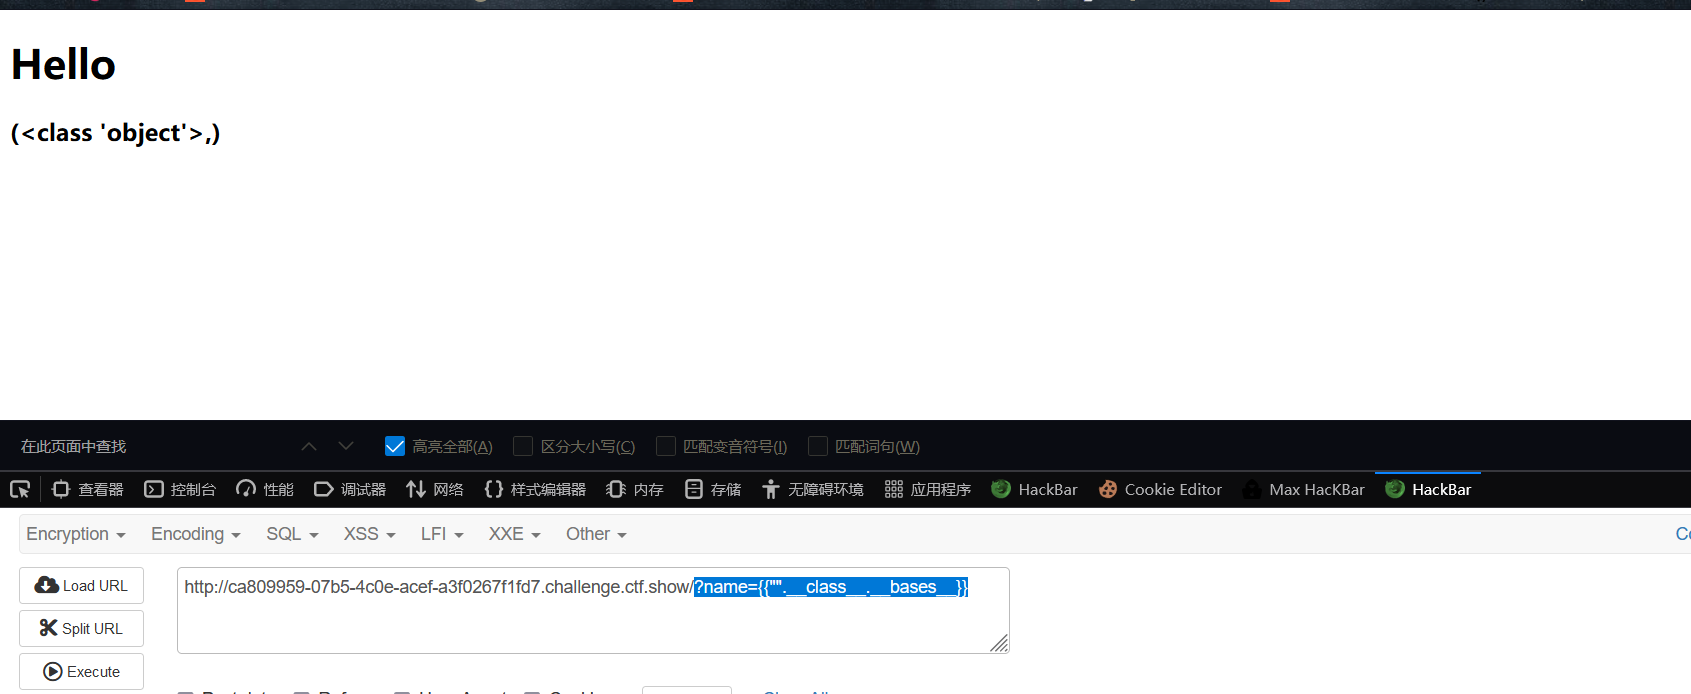 Hello
(<class 'object'>,)
在此页面中查找 高亮全部(A) 区分大小写(C) 匹配变音符号(I) 匹配词句(W)
查看器 控制台 性能 调试器 网络 样式编辑器 内存 存储 无障碍环境 应用程序 HackBar Cookie Editor Max HacKBar HackBar
Encryption Encoding SQL XSS LFI XXE Other
Load URL
http://ca809959-07b5-4c0e-acef-a3f0267f1fd7.challenge.ctf.show/?name={{"".__class__.__bases__}}
Split URL
Execute